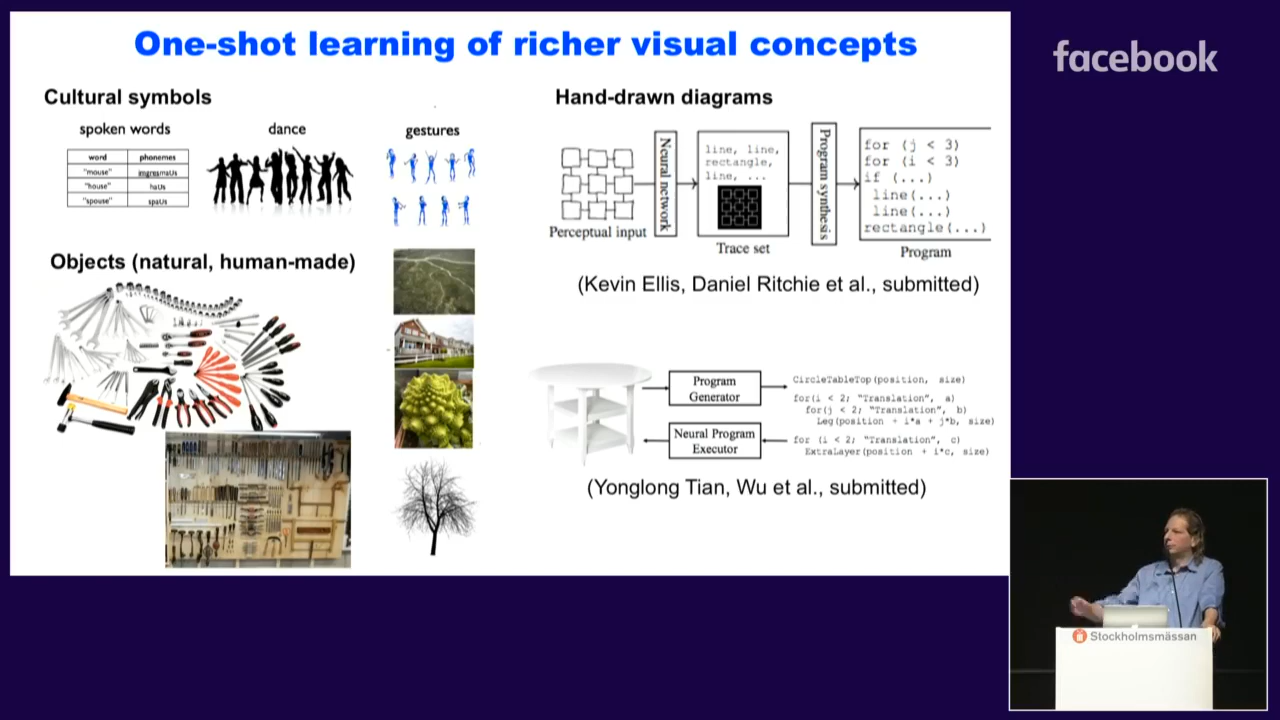 One-shot learning of richer visual concepts
facebook
Cultural symbols
spoken words
dance
gestures
word phonemes
"mouse"
"house" haUs
"spouse" spaUs
Objects (natural, human-made)
Hand-drawn diagrams
Perceptual input
Neural network
line, line,
rectangle,
line, ...
Trace set
Program synthesis
for (j < 3)
for (i < 3)
if (...)
line(...)
line(...)
rectangle(...)
Program
(Kevin Ellis, Daniel Ritchie et al., submitted)
Program
Generator
CircleTableTop(position, size)
for(i < 2; "Translation", a)
for(j < 2; "Translation", b)
Leg(position + i*a + j*b, size)
for (i < 2; "Translation", c)
ExtraLayer(position + i*c, size)
Neural Program
Executor
(Yonglong Tian, Wu et al., submitted)
Stockholmsmässan